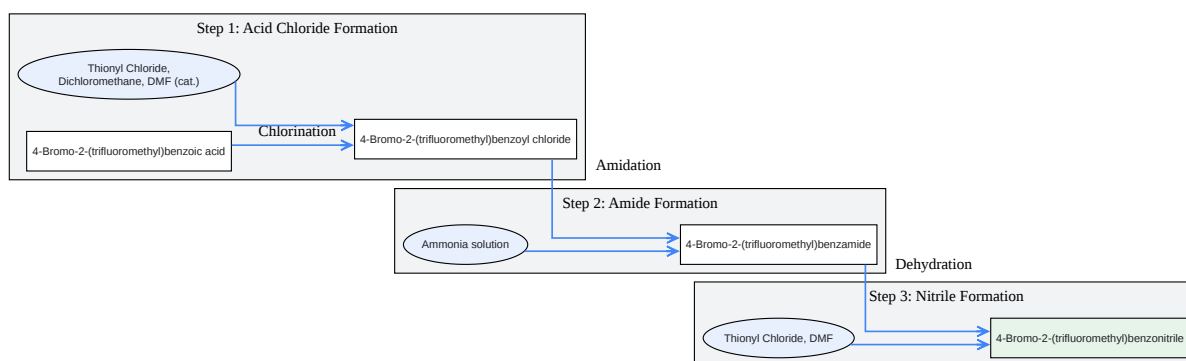 Step 1: Acid Chloride Formation
Thionyl Chloride,
Dichloromethane, DMF (cat.)
Chlorination
4-Bromo-2-(trifluoromethyl)benzoyl chloride
4-Bromo-2-(trifluoromethyl)benzoic acid
Amidation
Step 2: Amide Formation
Ammonia solution
4-Bromo-2-(trifluoromethyl)benzamide
Dehydration
Step 3: Nitrile Formation
Thionyl Chloride, DMF
4-Bromo-2-(trifluoromethyl)benzonitrile